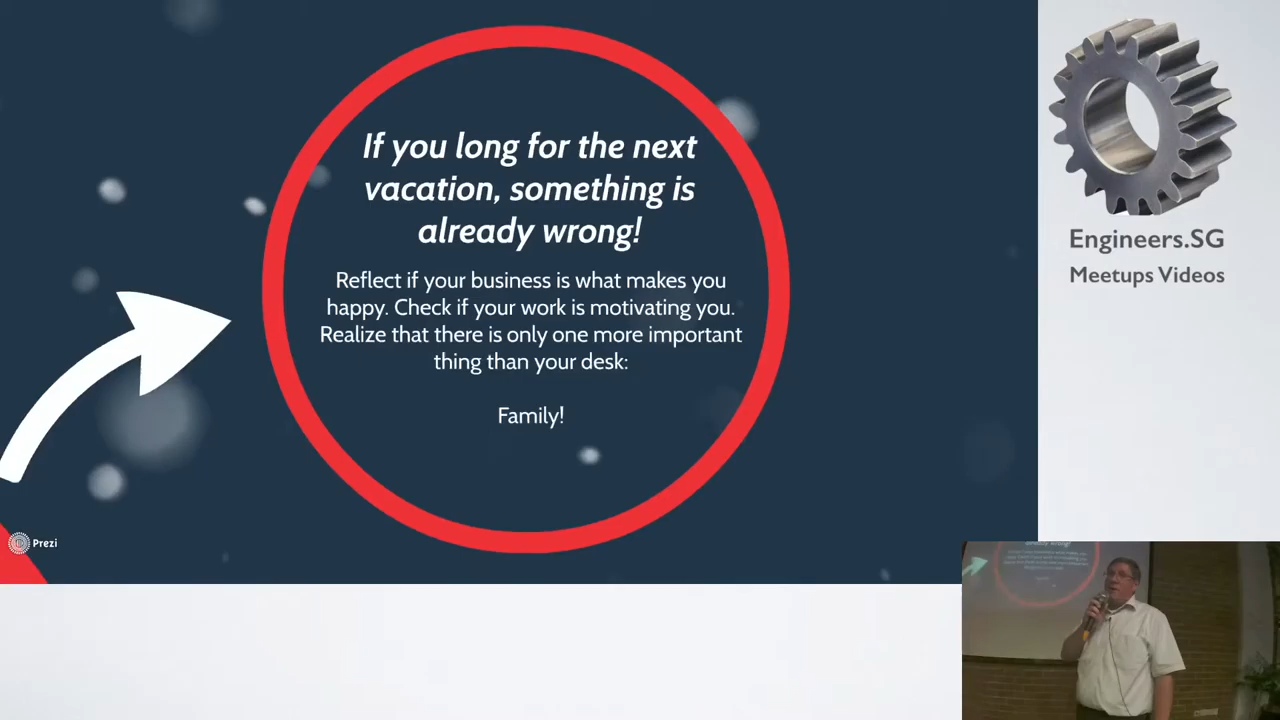 If you long for the next
vacation, something is
already wrong!
Reflect if your business is what makes you
happy. Check if your work is motivating you.
Realize that there is only one more important
thing than your desk:
Family!
Prezi
Engineers.SG
Meetups Videos
already wrong!